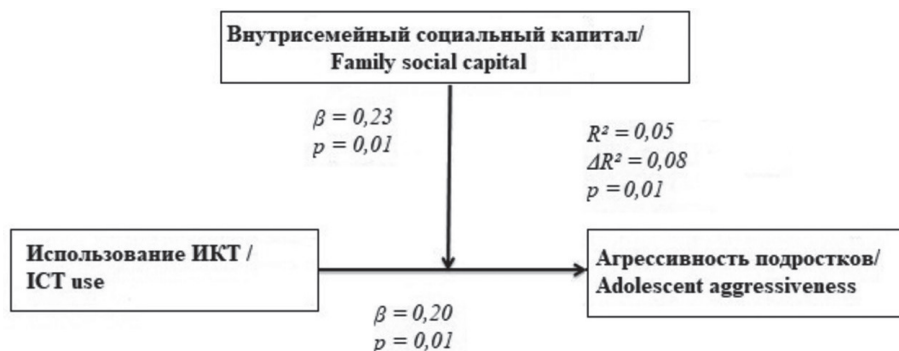 Внутрисемейный социальный капитал/
Family social capital
β = 0,23
p = 0,01
R² = 0,05
ΔR² = 0,08
p = 0,01
Использование ИКТ /
ICT use
Агрессивность подростков/
Adolescent aggressiveness
β = 0,20
p = 0,01